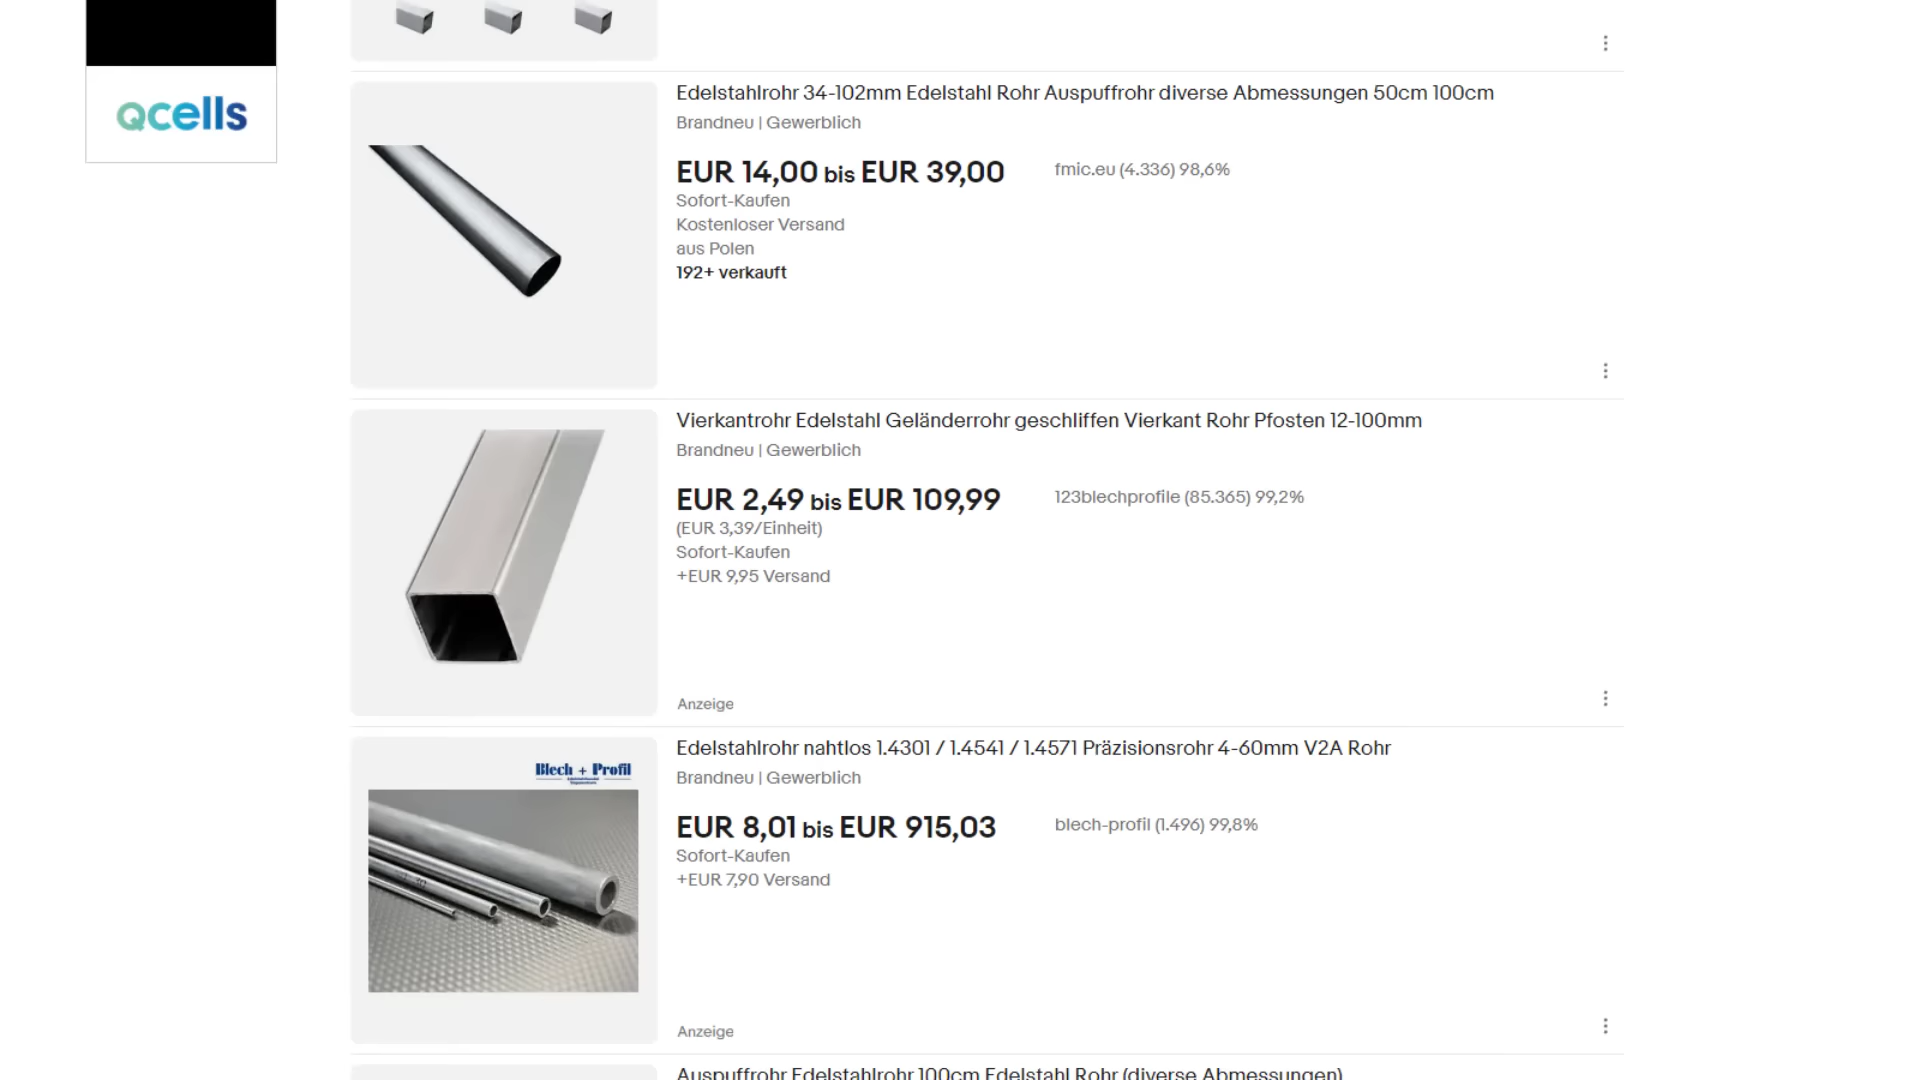 Qcells
Edelstahlrohr 34-102mm Edelstahl Rohr Auspuffrohr diverse Abmessungen 50cm 100cm
Brandneu | Gewerblich
EUR 14,00 bis EUR 39,00
fmic.eu (4.336) 98,6%
Sofort-Kaufen
Kostenloser Versand
aus Polen
192+ verkauft
Vierkantrohr Edelstahl Geländerrohr geschliffen Vierkant Rohr Pfosten 12-100mm
Brandneu | Gewerblich
EUR 2,49 bis EUR 109,99
123blechprofile (85.365) 99,2%
(EUR 3,39/Einheit)
Sofort-Kaufen
+EUR 9,95 Versand
Anzeige
Blech + Profil
Edelstahlrohr nahtlos 1.4301 / 1.4541 / 1.4571 Präzisionsrohr 4-60mm V2A Rohr
Brandneu | Gewerblich
EUR 8,01 bis EUR 915,03
blech-profil (1.496) 99,8%
Sofort-Kaufen
+EUR 7,90 Versand
Anzeige
Auspuffrohr Edelstahlrohr 100cm Edelstahl Rohr (diverse Abmessungen)